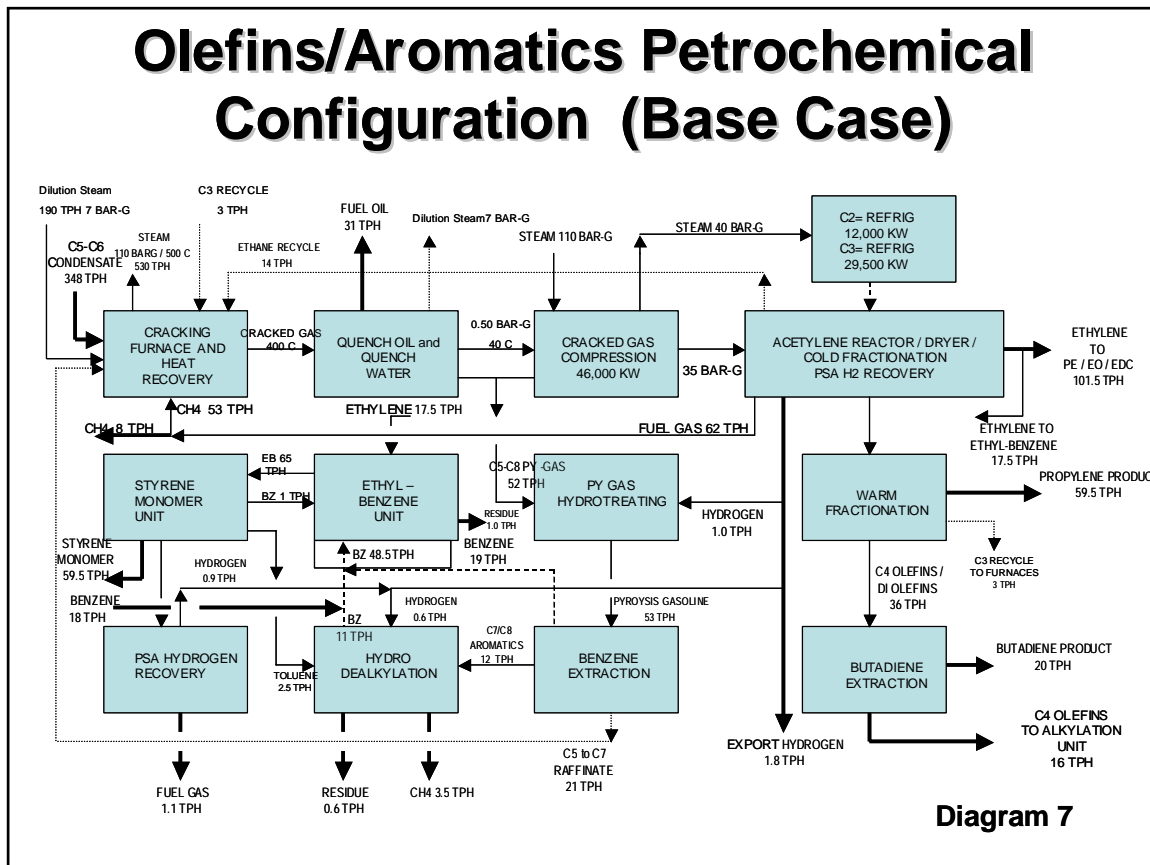 Olefins/Aromatics Petrochemical
Configuration (Base Case)
Dilution Steam
190 TPH 7 BAR-G
C3 RECYCLE
3 TPH
FUEL OIL
31 TPH
Dilution Steam7 BAR-G
STEAM 110 BAR-G
STEAM 40 BAR-G
C2= REFRIG
12,000 KW
C3= REFRIG
29,500 KW
C5-C6
CONDENSATE
348 TPH
STEAM
110 BARG / 500 C
530 TPH
ETHANE RECYCLE
14 TPH
CRACKING
FURNACE AND
HEAT
RECOVERY
CRACKED GAS
400 C
QUENCH OIL and
QUENCH
WATER
0.50 BAR-G
40 C
CRACKED GAS
COMPRESSION
46,000 KW
35 BAR-G
ACETYLENE REACTOR / DRYER /
COLD FRACTIONATION
PSA H2 RECOVERY
ETHYLENE
TO
PE / EO / EDC
101.5 TPH
CH4 53 TPH
CH4 8 TPH
ETHYLENE 17.5 TPH
FUEL GAS 62 TPH
ETHYLENE TO
ETHYL-BENZENE
17.5 TPH
STYRENE
MONOMER
UNIT
EB 65
TPH
BZ 1 TPH
ETHYL –
BENZENE
UNIT
RESIDUE
1.0 TPH
BENZENE
19 TPH
C5-C8 PY -GAS
52 TPH
PY GAS
HYDROTREATING
HYDROGEN
1.0 TPH
WARM
FRACTIONATION
PROPYLENE PRODUC
59.5 TPH
STYRENE
MONOMER
59.5 TPH
HYDROGEN
0.9 TPH
BZ 48.5TPH
C3 RECYCLE
TO FURNACES
3 TPH
C4 OLEFINS /
DI OLEFINS
36 TPH
BENZENE
18 TPH
BZ
11 TPH
HYDROGEN
0.6 TPH
PYROYSIS GASOLINE
53 TPH
PSA HYDROGEN
RECOVERY
TOLUENE
2.5 TPH
HYDRO
DEALKYLATION
C7/C8
AROMATICS
12 TPH
BENZENE
EXTRACTION
BUTADIENE
EXTRACTION
BUTADIENE PRODUCT
20 TPH
EXPORT HYDROGEN
1.8 TPH
C4 OLEFINS
TO ALKYLATION
UNIT
16 TPH
FUEL GAS
1.1 TPH
RESIDUE
0.6 TPH
CH4 3.5 TPH
C5 to C7
RAFFINATE
21 TPH
Diagram 7